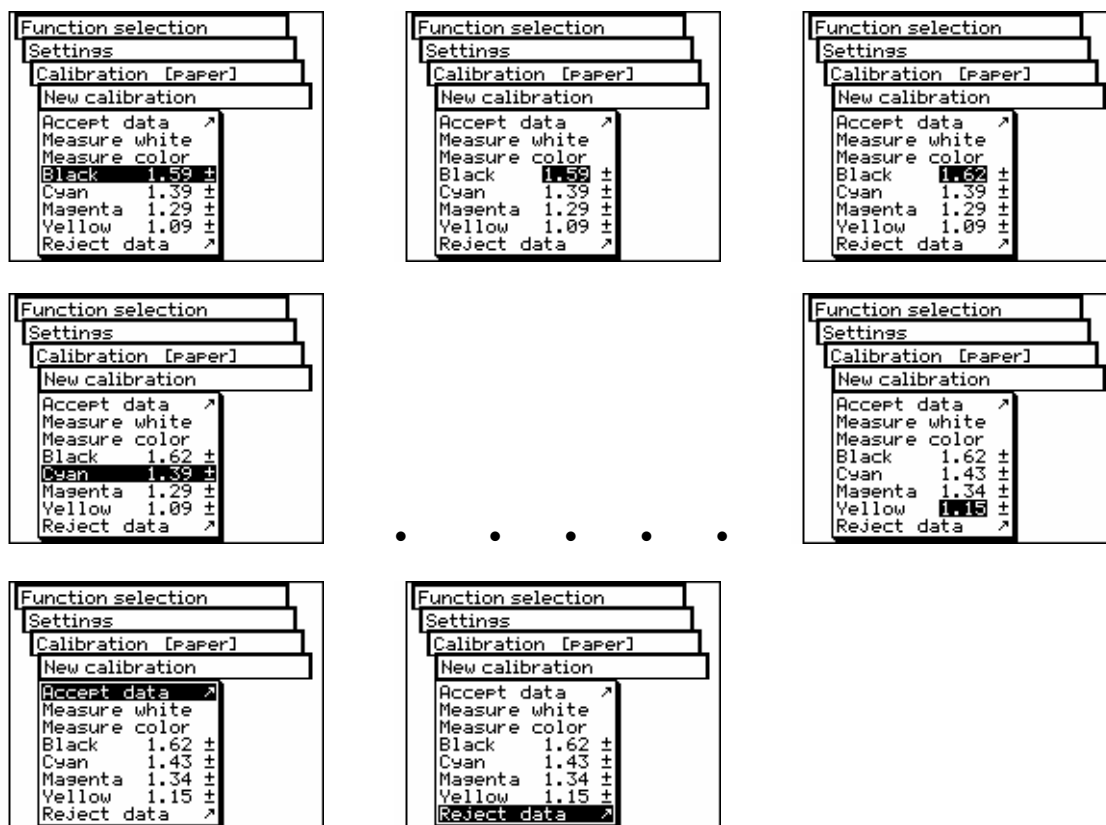 Function selection
Settings
Calibration [paper]
New calibration
Accept data ↗
Measure white
Measure color
Black 1.59 ±
Cyan 1.39 ±
Magenta 1.29 ±
Yellow 1.09 ±
Reject data ↗
Function selection
Settings
Calibration [paper]
New calibration
Accept data ↗
Measure white
Measure color
Black 1.59 ±
Cyan 1.39 ±
Magenta 1.29 ±
Yellow 1.09 ±
Reject data ↗
Function selection
Settings
Calibration [paper]
New calibration
Accept data ↗
Measure white
Measure color
Black 1.62 ±
Cyan 1.39 ±
Magenta 1.29 ±
Yellow 1.09 ±
Reject data ↗
Function selection
Settings
Calibration [paper]
New calibration
Accept data ↗
Measure white
Measure color
Black 1.62 ±
Cyan 1.39 ±
Magenta 1.29 ±
Yellow 1.09 ±
Reject data ↗
• • • • •
Function selection
Settings
Calibration [paper]
New calibration
Accept data ↗
Measure white
Measure color
Black 1.62 ±
Cyan 1.43 ±
Magenta 1.34 ±
Yellow 1.15 ±
Reject data ↗
Function selection
Settings
Calibration [paper]
New calibration
Accept data ↗
Measure white
Measure color
Black 1.62 ±
Cyan 1.43 ±
Magenta 1.34 ±
Yellow 1.15 ±
Reject data ↗
Function selection
Settings
Calibration [paper]
New calibration
Accept data ↗
Measure white
Measure color
Black 1.62 ±
Cyan 1.43 ±
Magenta 1.34 ±
Yellow 1.15 ±
Reject data ↗